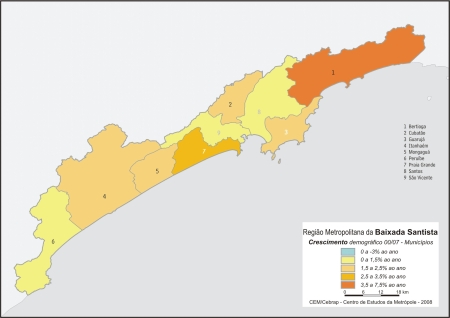 1
2
8
3
9
7
5
4
6
1 Bertioga
2 Cubatão
3 Guarujá
4 Itanhaém
5 Mongaguá
6 Peruíbe
7 Praia Grande
8 Santos
9 São Vicente
Região Metropolitana da Baixada Santista
Crescimento demográfico 00/07 - Municípios
0 a -3% ao ano
0 a 1,5% ao ano
1,5 a 2,5% ao ano
2,5 a 3,5% ao ano
3,5 a 7,5% ao ano
0 6 12 18 km
CEM/Cebrap - Centro de Estudos da Metrópole - 2008